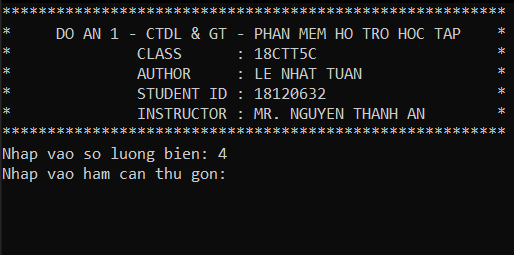 ********************************************************
* DO AN 1 - CTDL & GT - PHAN MEM HO TRO HOC TAP *
* CLASS : 18CTT5C *
* AUTHOR : LE NHAT TUAN *
* STUDENT ID : 18120632 *
* INSTRUCTOR : MR. NGUYEN THANH AN *
********************************************************
Nhap vao so luong bien: 4
Nhap vao ham can thu gon: